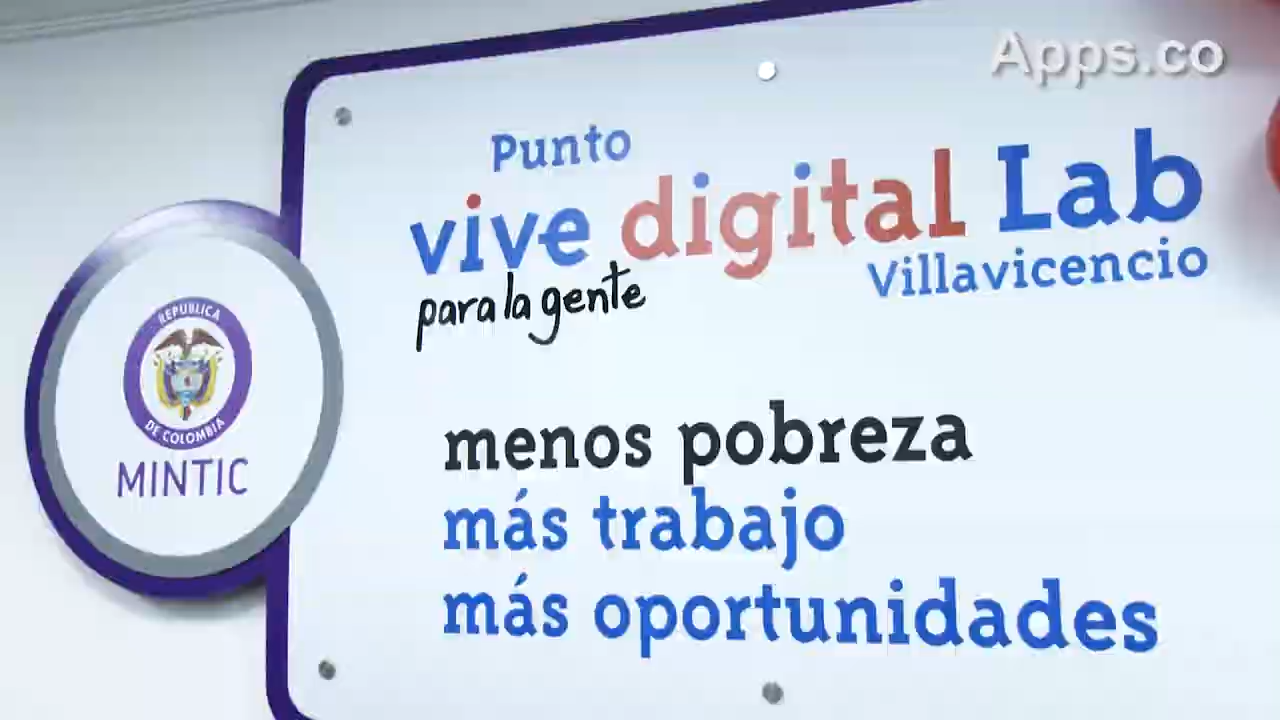 Apps.co
Punto
vive digital Lab
para la gente
Villavicencio
REPUBLICA
DE COLOMBIA
MINTIC
menos pobreza
más trabajo
más oportunidades